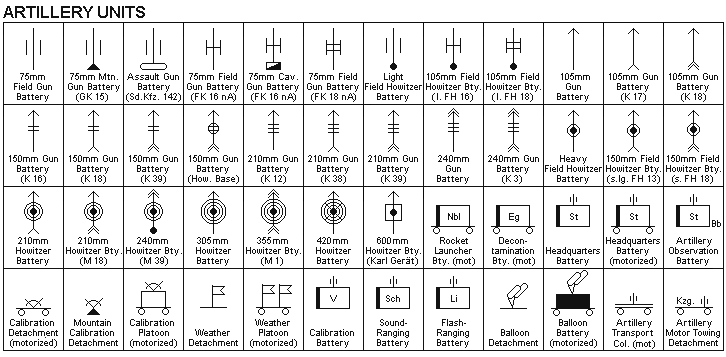 ARTILLERY UNITS
75mm
Field Gun
Battery
75mm Mtn.
Gun Battery
(GK 15)
Assault Gun
Battery
(Sd.Kfz. 142)
75mm Field
Gun Battery
(FK 16 nA)
75mm Cav.
Gun Battery
(FK 16 nA)
75mm Field
Gun Battery
(FK 18 nA)
Light
Field Howitzer
Battery
105mm Field
Howitzer Bty.
(l. FH 16)
105mm Field
Howitzer Bty.
(l. FH 18)
105mm
Gun
Battery
105mm Gun
Battery
(K 17)
105mm Gun
Battery
(K 18)
150mm Gun
Battery
(K 16)
150mm Gun
Battery
(K 18)
150mm Gun
Battery
(K 39)
150mm Gun
Battery
(How. Base)
210mm Gun
Battery
(K 12)
210mm Gun
Battery
(K 38)
210mm Gun
Battery
(K 39)
240mm
Gun
Battery
240mm Gun
Battery
(K 3)
Heavy
Field Howitzer
Battery
150mm Field
Howitzer Bty.
(s.lg. FH 13)
150mm Field
Howitzer Bty.
(s. FH 18)
210mm
Howitzer
Battery
210mm
Howitzer Bty.
(M 18)
240mm
Howitzer Bty.
(M 39)
305mm
Howitzer
Battery
355mm
Howitzer Bty.
(M 1)
420mm
Howitzer
Battery
600mm
Howitzer Bty.
(Karl Gerät)
Nbl
Rocket
Launcher
Bty. (mot)
Eg
Decon-
tamination
Bty. (mot)
St
Headquarters
Battery
St
Headquarters
Battery
(motorized)
St
Bb
Artillery
Observation
Battery
Calibration
Detachment
(motorized)
Mountain
Calibration
Detachment
Calibration
Platoon
(motorized)
Weather
Detachment
Weather
Platoon
(motorized)
V
Calibration
Battery
Sch
Sound-
Ranging
Battery
Li
Flash-
Ranging
Battery
Balloon
Detachment
Balloon
Battery
(motorized)
Artillery
Transport
Col. (mot)
Kzg.
Artillery
Motor Towing
Detachment